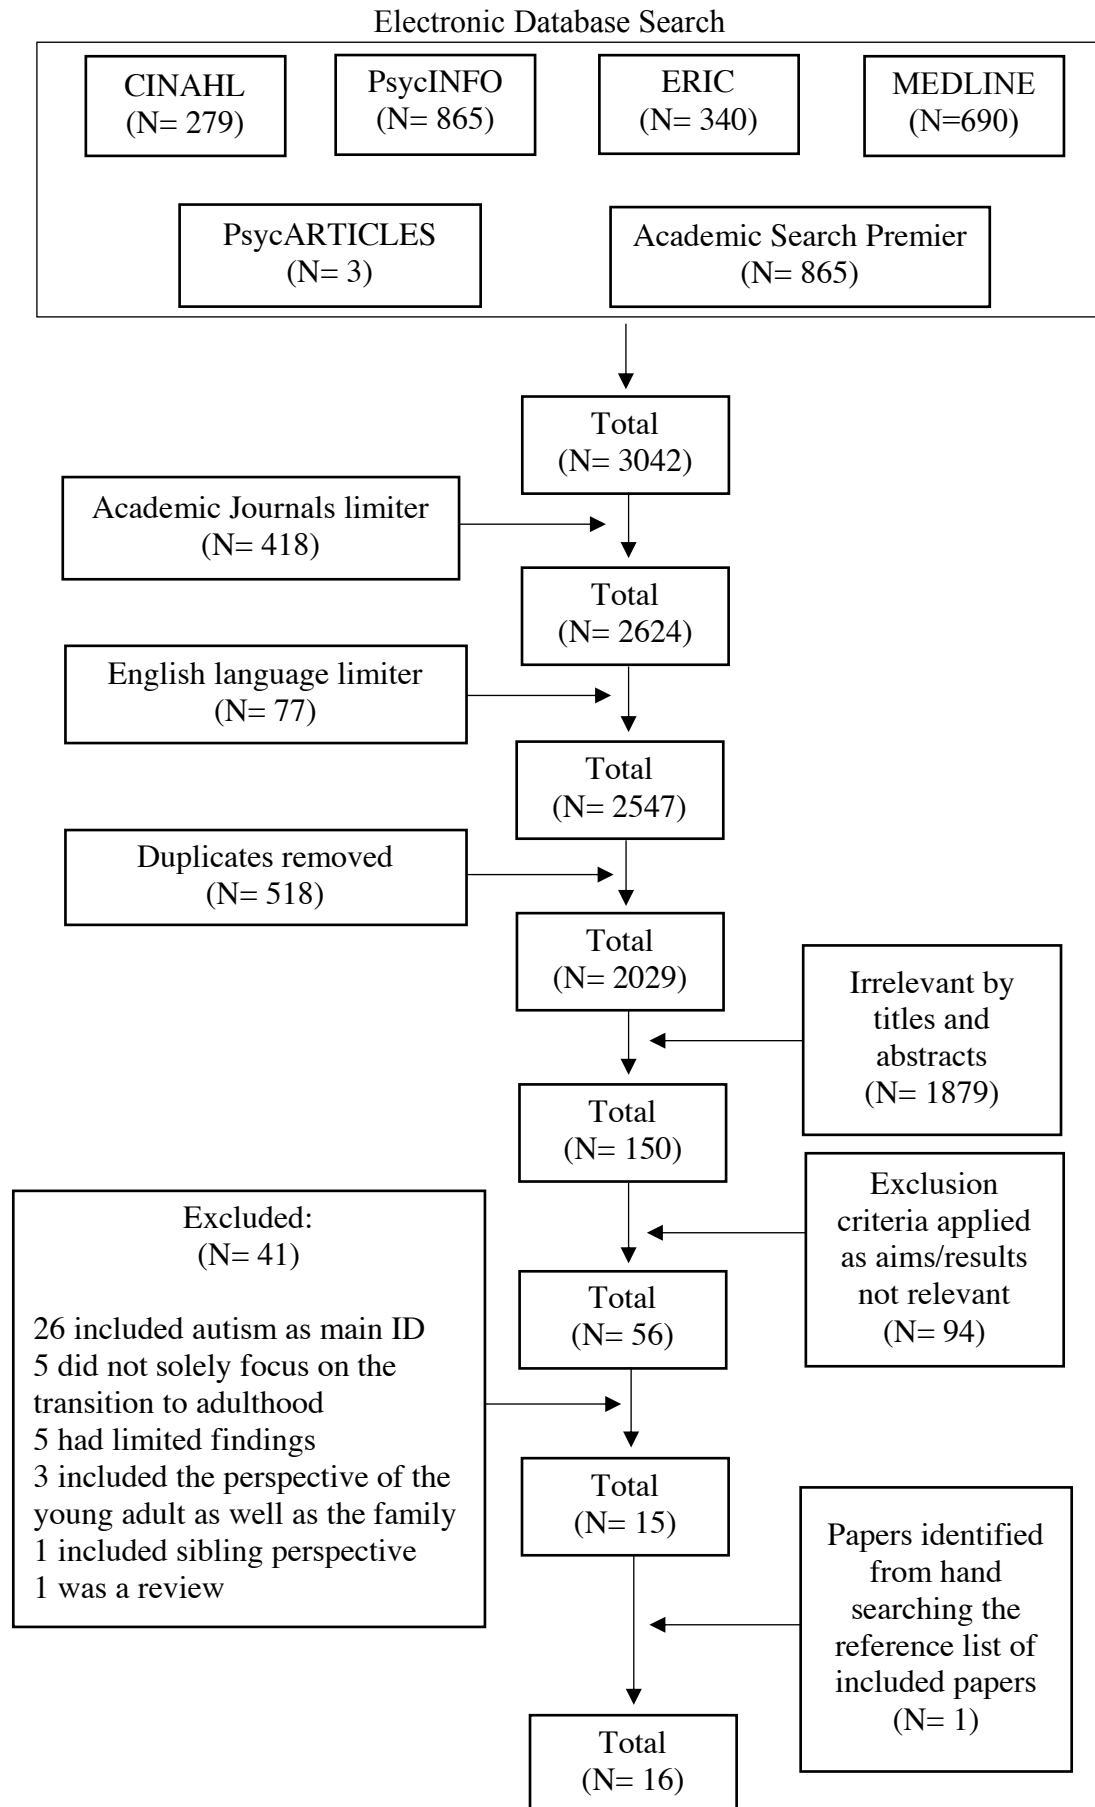 Electronic Database Search
CINAHL
(N= 279)
PsycINFO
(N= 865)
ERIC
(N= 340)
MEDLINE
(N=690)
PsycARTICLES
(N= 3)
Academic Search Premier
(N= 865)
Total
(N= 3042)
Academic Journals limiter
(N= 418)
Total
(N= 2624)
English language limiter
(N= 77)
Total
(N= 2547)
Duplicates removed
(N= 518)
Total
(N= 2029)
Irrelevant by
titles and
abstracts
(N= 1879)
Total
(N= 150)
Exclusion
criteria applied
as aims/results
not relevant
(N= 94)
Total
(N= 56)
Excluded:
(N= 41)
26 included autism as main ID
5 did not solely focus on the
transition to adulthood
5 had limited findings
3 included the perspective of the
young adult as well as the family
1 included sibling perspective
1 was a review
Total
(N= 15)
Papers identified
from hand
searching the
reference list of
included papers
(N= 1)
Total
(N= 16)